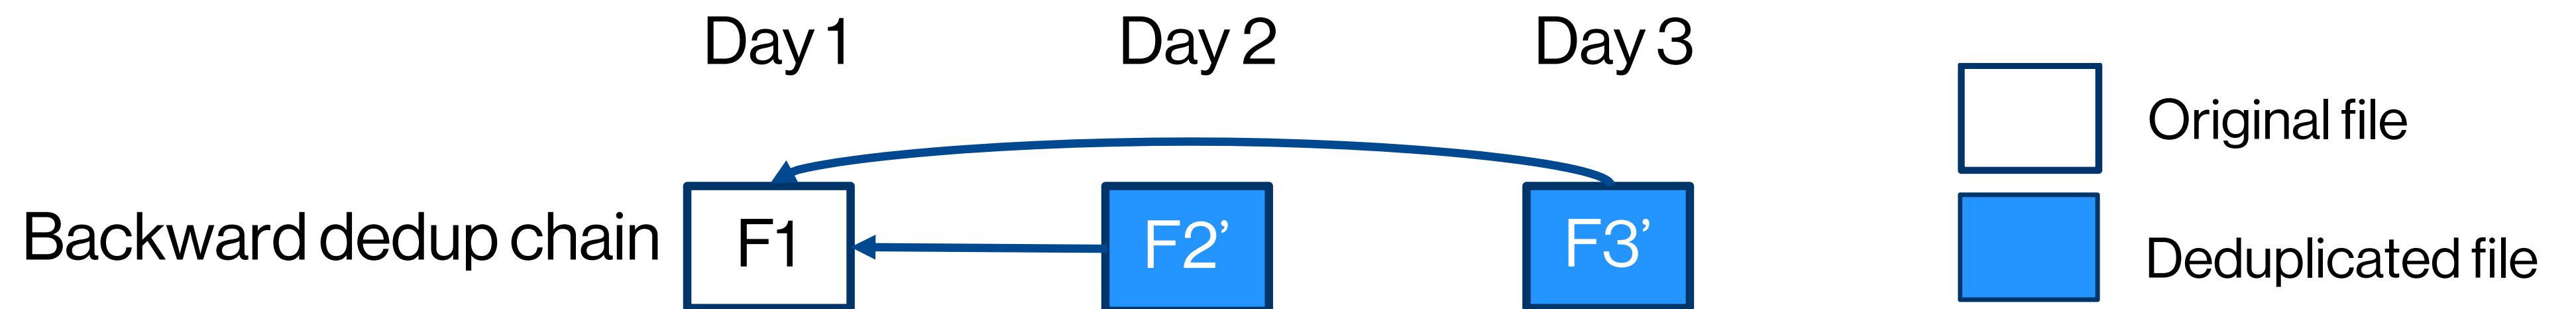 Day 1
Day 2
Day 3
Original file
Backward dedup chain
F1
F2’
F3’
Deduplicated file